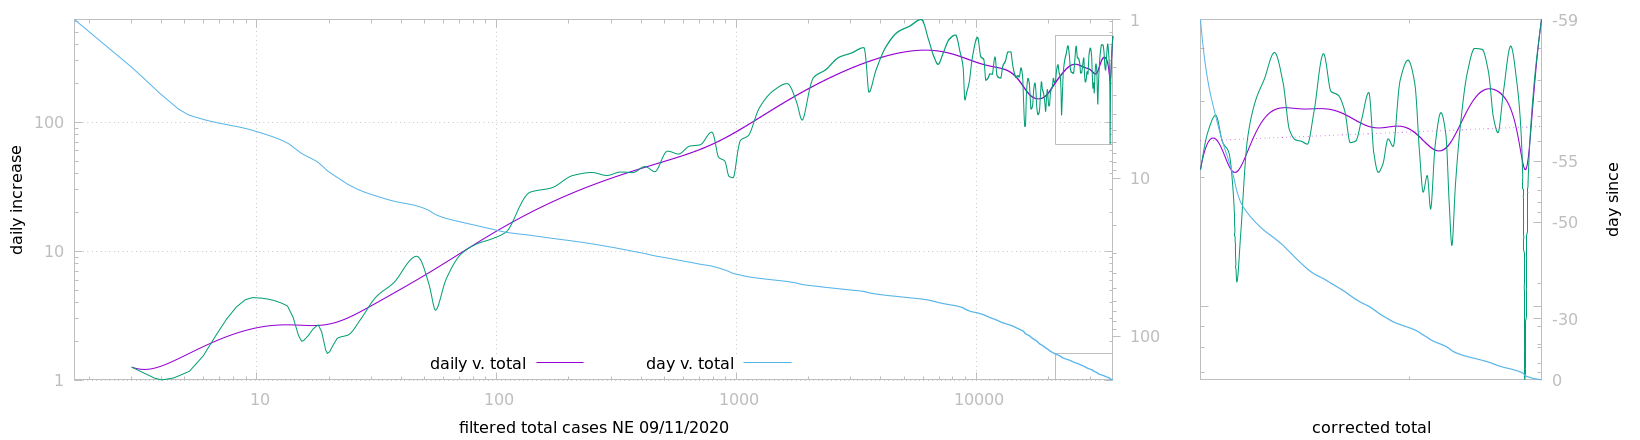 daily increase
100
10
1
10
100
1000
10000
1
10
100
daily v. total
day v. total
filtered total cases NE 09/11/2020
-59
-55
-50
-30
0
day since
corrected total